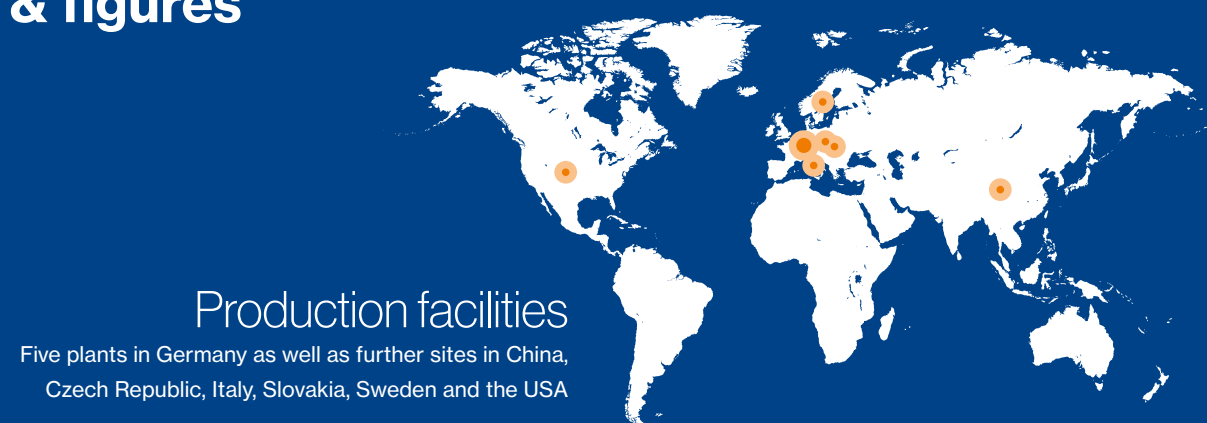 & figures
Production facilities
Five plants in Germany as well as further sites in China,
Czech Republic, Italy, Slovakia, Sweden and the USA